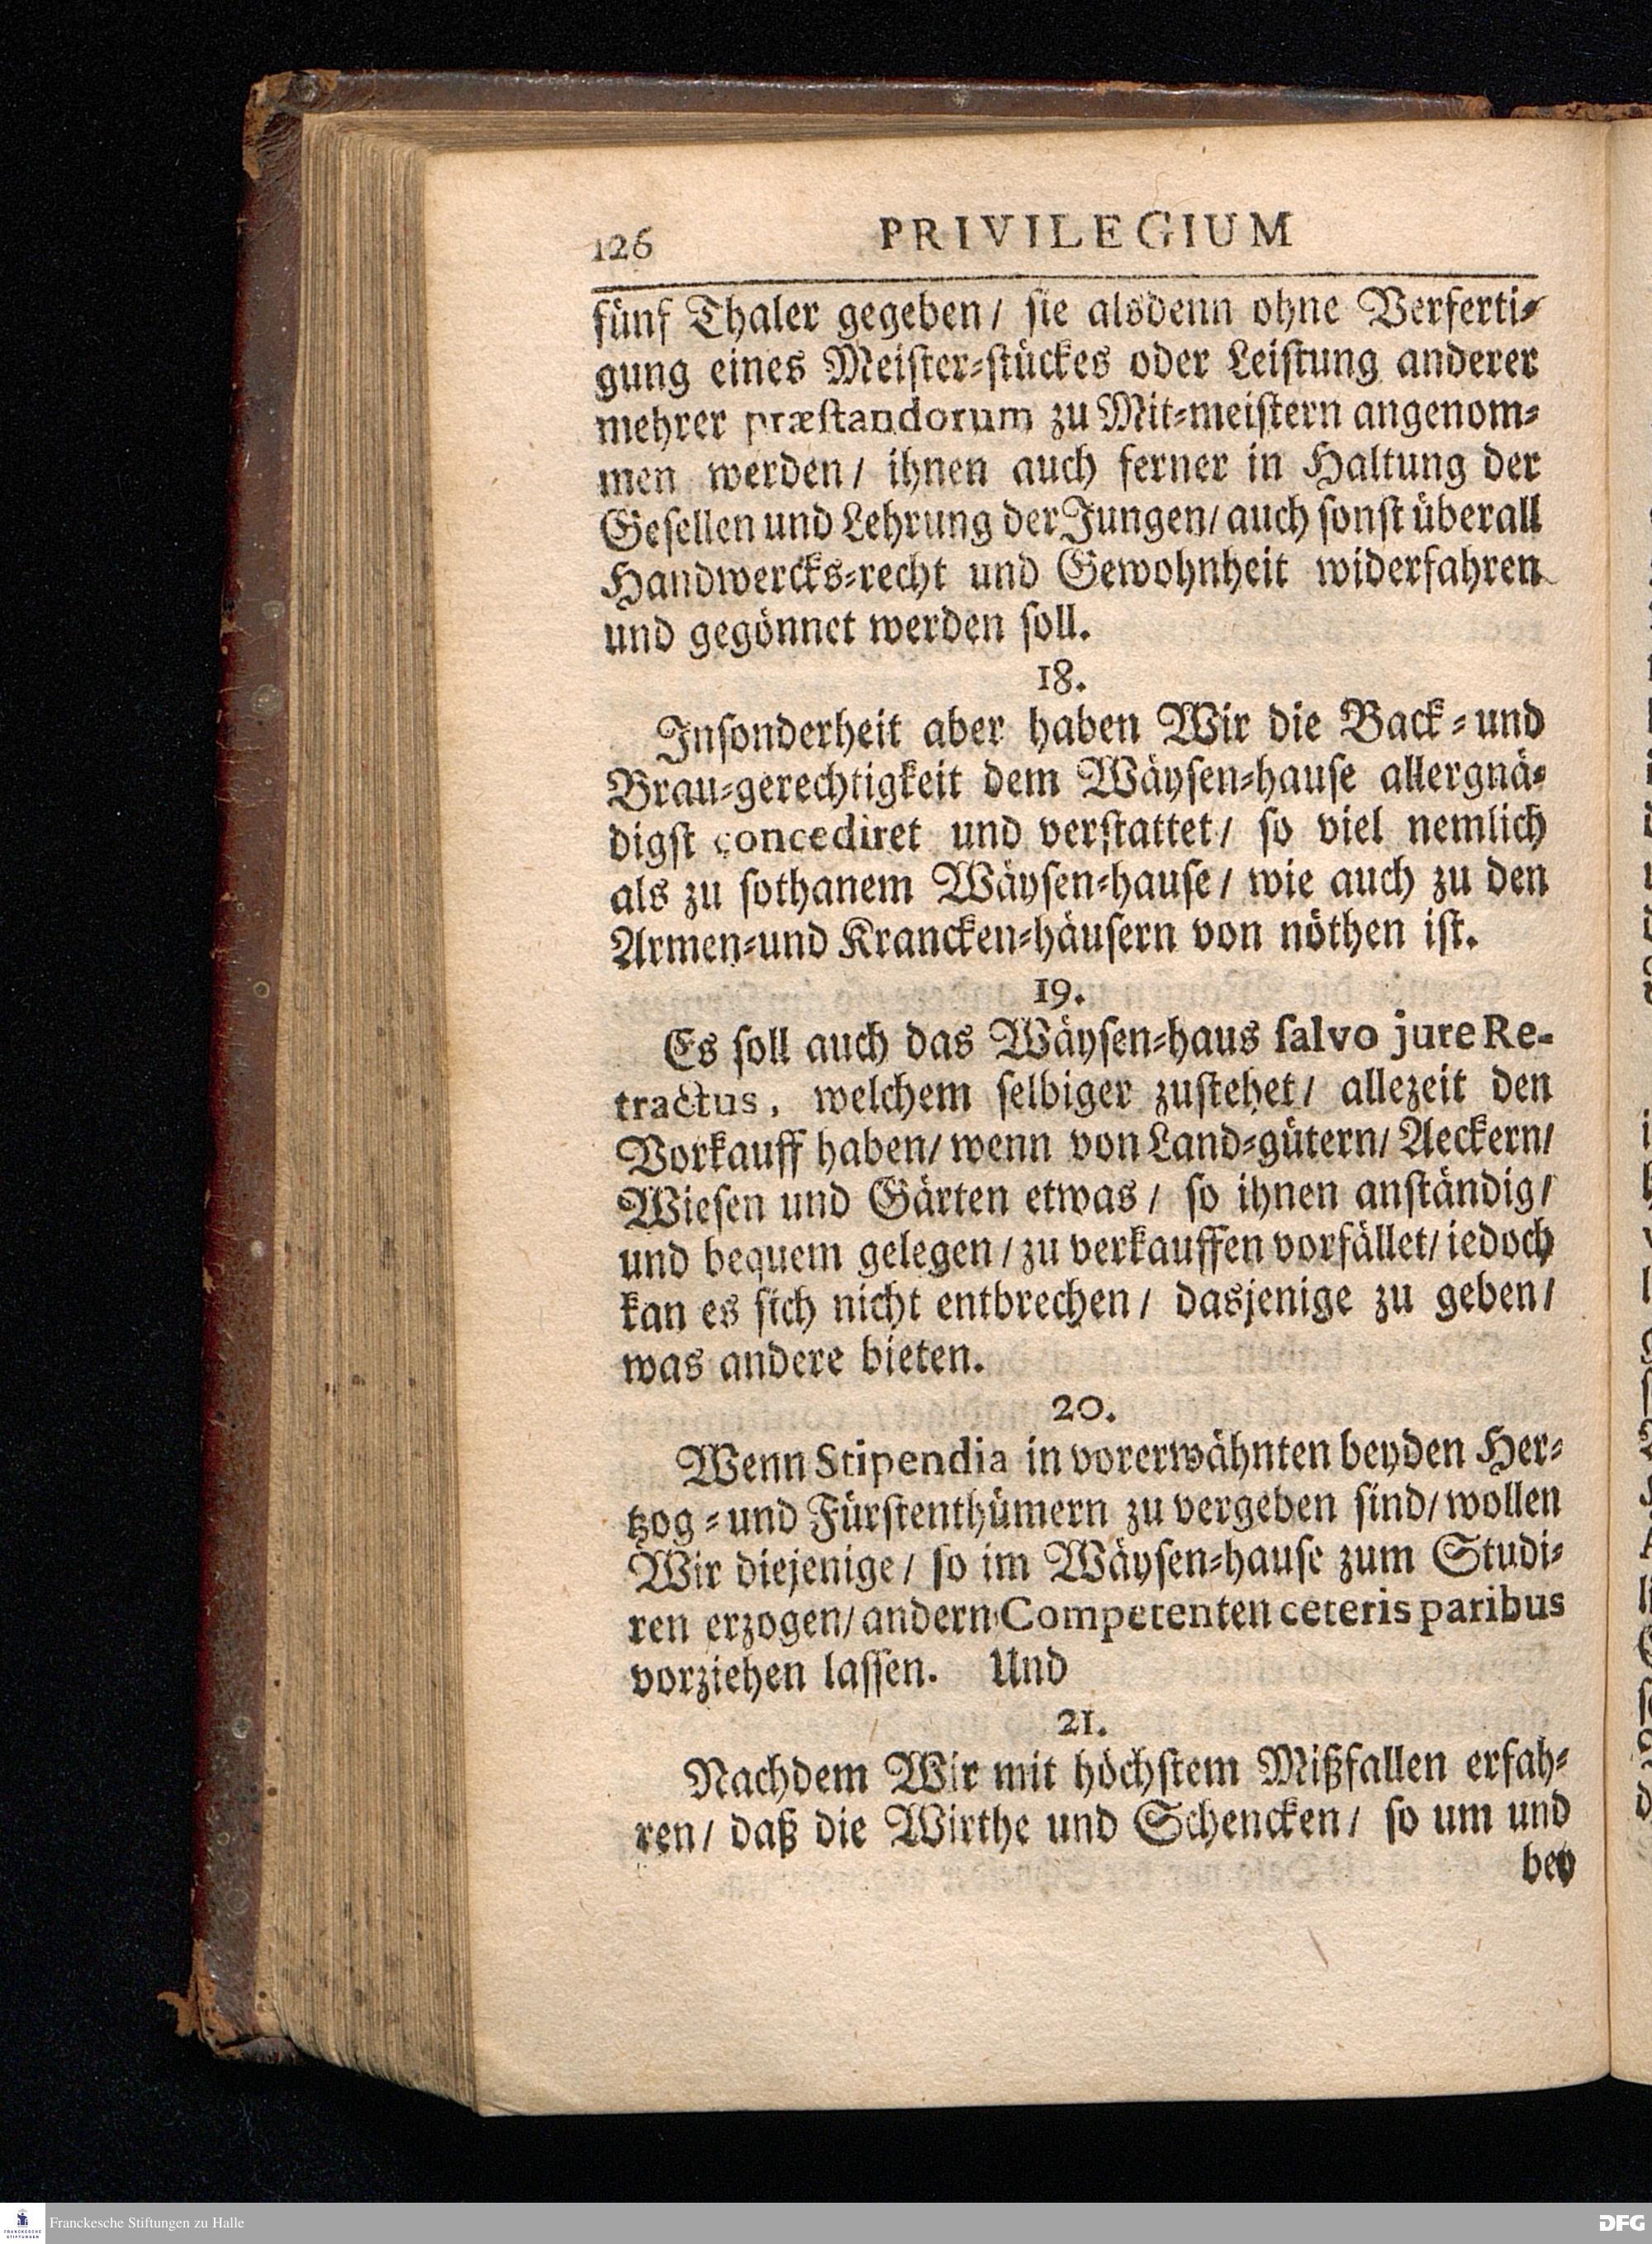 126 PRIVILEGIUM
fünf Thaler gegeben/ sie alsdenn ohne Verferti⸗
gung eines Meiſter⸗ſtückes oder Leiſtung anderer
mehrer præſtandorum zu Mit⸗meiſtern angenom⸗
men werden/ ihnen auch ferner in Haltung der
Geſellen und Lehrung der Jungen/ auch ſonſt überall
Handwercks⸗recht und Gewohnheit widerfahren
und gegönnet werden ſoll.
18.
Inſonderheit aber haben Wir die Back⸗und
Brau⸗gerechtigkeit dem Wäyſen⸗hauſe allergnä⸗
digſt concediret und verſtattet/ ſo viel nemlich
als zu ſothanem Wäyſen⸗hauſe/ wie auch zu den
Armen⸗und Krancken⸗häuſern von nöthen iſt.
19.
Es ſoll auch das Wäyſen⸗haus ſalvo jure Re-
tractus, welchem ſelbiger zuſtehet/ allezeit den
Vorkauff haben/ wenn von Land⸗gütern/ Aeckern/
Wieſen und Gärten etwas/ ſo ihnen anſtändig/
und bequem gelegen/ zu verkauffen vorfället/ iedoch
kan es ſich nicht entbrechen/ dasjenige zu geben/
was andere bieten.
20.
Wenn Stipendia in vorerwähnten beyden Her⸗
tzog⸗und Fürſtenthümern zu vergeben ſind/ wollen
Wir diejenige/ ſo im Wäyſen⸗hauſe zum Studi⸗
ren erzogen/ andern Competenten ceteris paribus
vorziehen laſſen. Und
21.
Nachdem Wir mit höchſtem Mißfallen erfah⸗
ren/ daß die Wirthe und Schencken/ ſo um und
bey
FRANCKESCHE STIFTUNGEN
Franckesche Stiftungen zu Halle
DFG